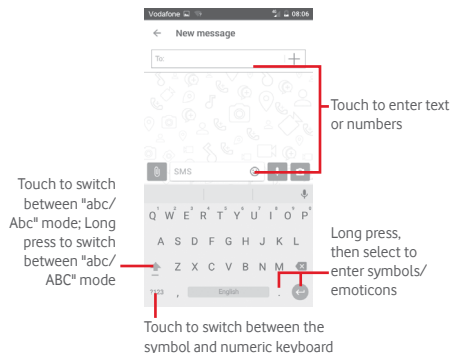 Vodafone 08:06
New message
To:
Touch to enter text
or numbers
SMS
Touch to switch
between "abc/
Abc" mode; Long
press to switch
between "abc/
ABC" mode
Q W E R T Y U I O P
A S D F G H J K L
Z X C V B N M
?123 , English .
Long press,
then select to
enter symbols/
emoticons
Touch to switch between the
symbol and numeric keyboard